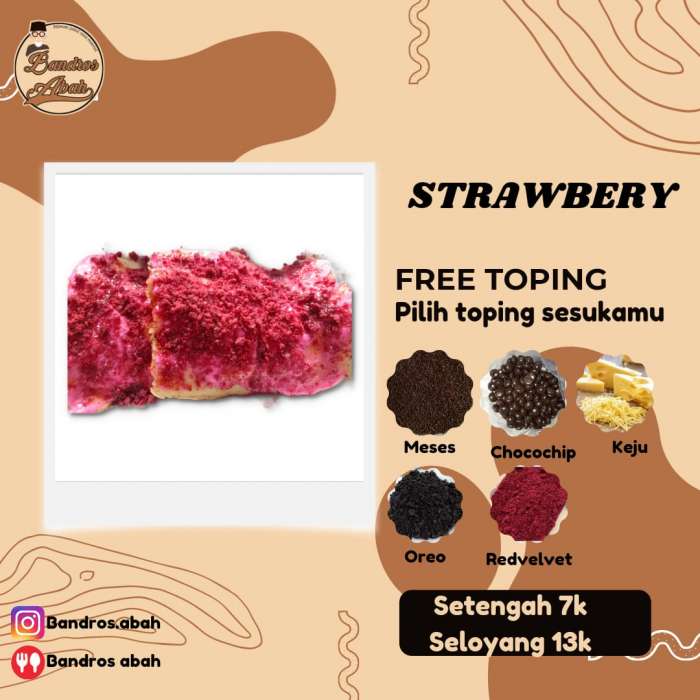 Bandros
Abah
STRAWBERY
FREE TOPING
Pilih toping sesukamu
Meses
Chocochip
Keju
Oreo
Redvelvet
Setengah 7k
Seloyang 13k
Bandros.abah
Bandros abah